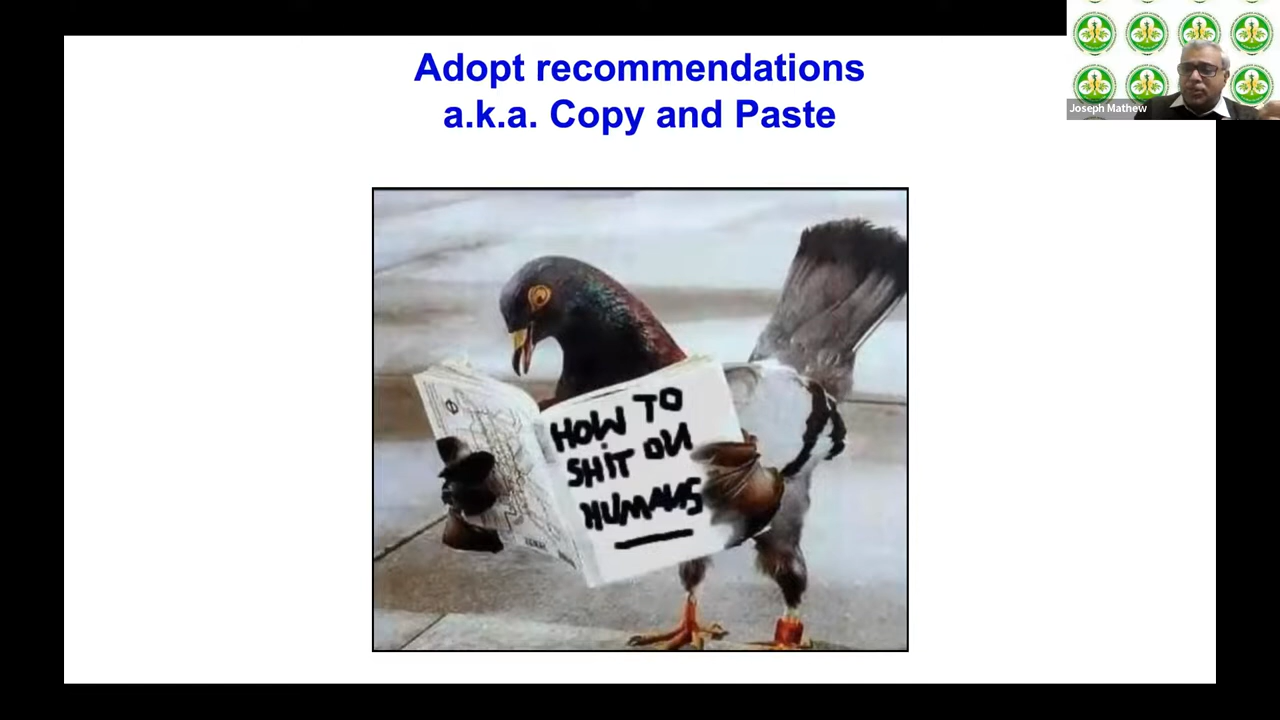 Adopt recommendations
a.k.a. Copy and Paste
Joseph Mathew
HOW TO
SHIT ON
HUMANS